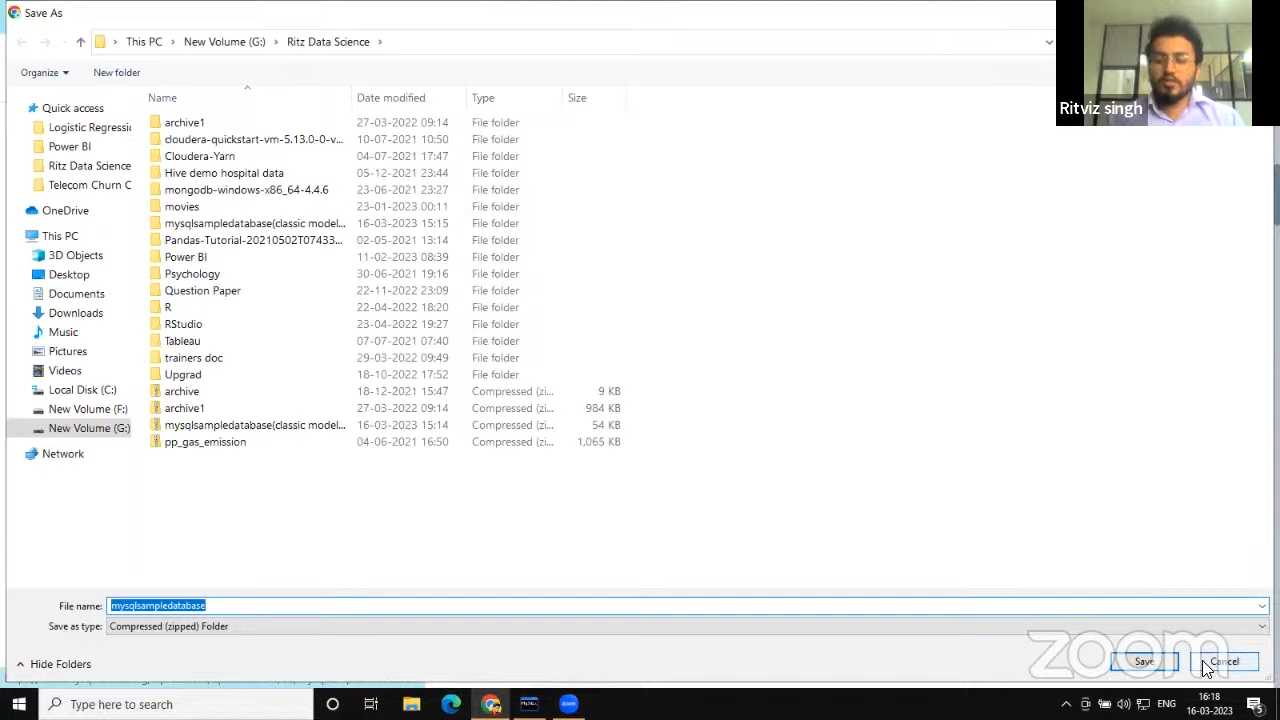 Save As
Ritviz singh
This PC > New Volume (G:) > Ritz Data Science >
Organize New folder
Name Date modified Type Size
Quick access
Logistic Regressic
Power BI
Ritz Data Science
Telecom Churn C
OneDrive
This PC
3D Objects
Desktop
Documents
Downloads
Music
Pictures
Videos
Local Disk (C:)
New Volume (F:)
New Volume (G:)
Network
archive1 27-03-2022 09:14 File folder
cloudera-quickstart-vm-5.13.0-0-v... 10-07-2021 10:50 File folder
Cloudera-Yarn 04-07-2021 17:47 File folder
Hive demo hospital data 05-12-2021 23:44 File folder
mongodb-windows-x86_64-4.4.6 23-06-2021 23:27 File folder
movies 23-01-2023 00:11 File folder
mysqlsampledatabase(classic model... 16-03-2023 15:15 File folder
Pandas-Tutorial-20210502T07433... 02-05-2021 13:14 File folder
Power BI 11-02-2023 08:39 File folder
Psychology 30-06-2021 19:16 File folder
Question Paper 22-11-2022 23:09 File folder
R 22-04-2022 18:20 File folder
RStudio 23-04-2022 19:27 File folder
Tableau 07-07-2021 07:40 File folder
trainers doc 29-03-2022 09:49 File folder
Upgrad 18-10-2022 17:52 File folder
archive 18-12-2021 15:47 Compressed (zi... 9 KB
archive1 27-03-2022 09:14 Compressed (zi... 984 KB
mysqlsampledatabase(classic model... 16-03-2023 15:14 Compressed (zi... 54 KB
pp_gas_emission 04-06-2021 16:50 Compressed (zi... 1,065 KB
File name: mysqlsampledatabase
Save as type: Compressed (zipped) Folder
zoom
Hide Folders Save Cancel
Type here to search zoom ENG 16:18
16-03-2023 5